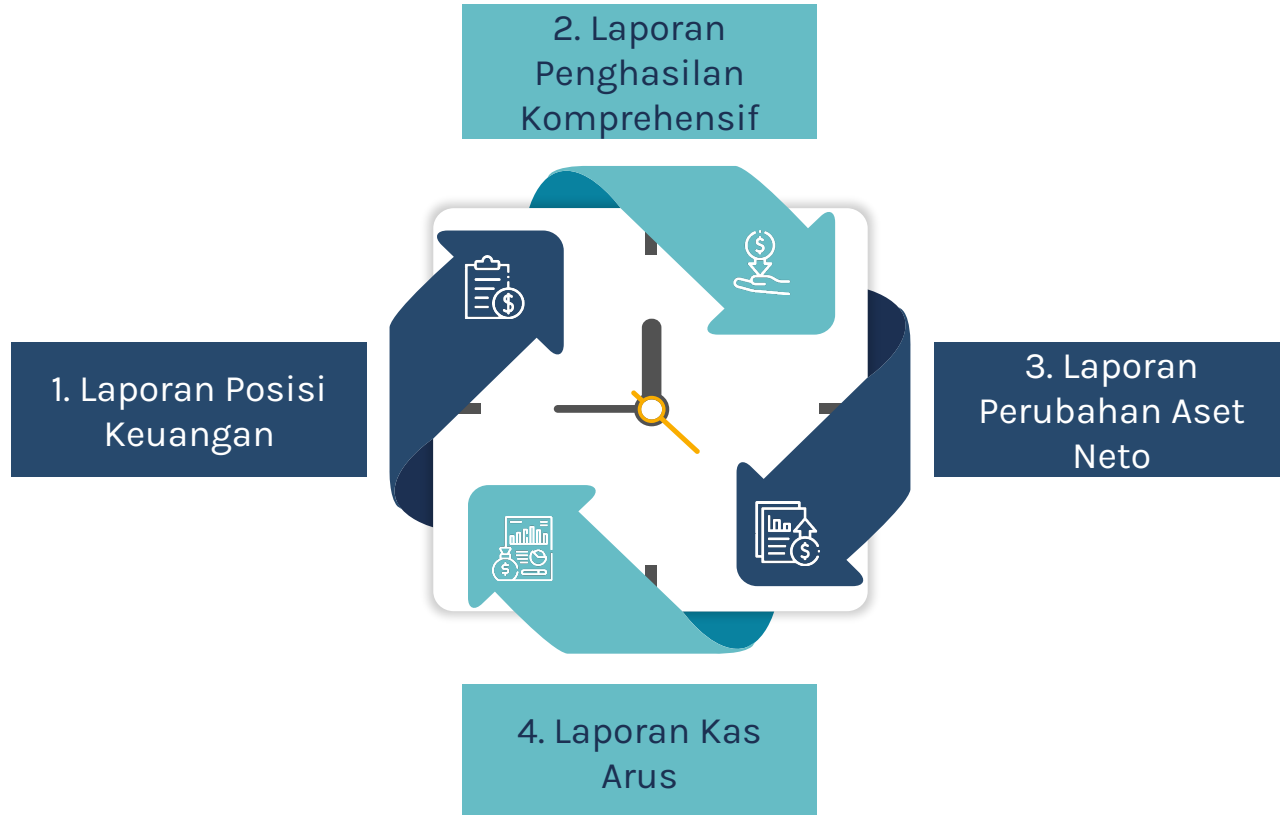 1. Laporan Posisi
Keuangan
2. Laporan
Penghasilan
Komprehensif
3. Laporan
Perubahan Aset
Neto
4. Laporan Kas
Arus